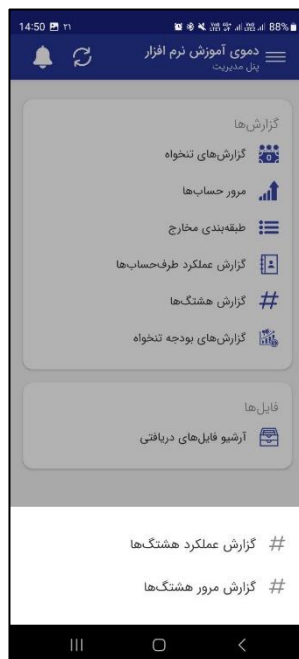 14:50 ۲۱ 88%
دموی آموزش نرم افزار
پنل مدیریت
گزارش‌ها
گزارش‌های تنخواه
مرور حساب‌ها
طبقه‌بندی مخارج
گزارش عملکرد طرف‌حساب‌ها
گزارش هشتگ‌ها
گزارش‌های بودجه تنخواه
فایل‌ها
آرشیو فایل‌های دریافتی
# گزارش عملکرد هشتگ‌ها
# گزارش مرور هشتگ‌ها